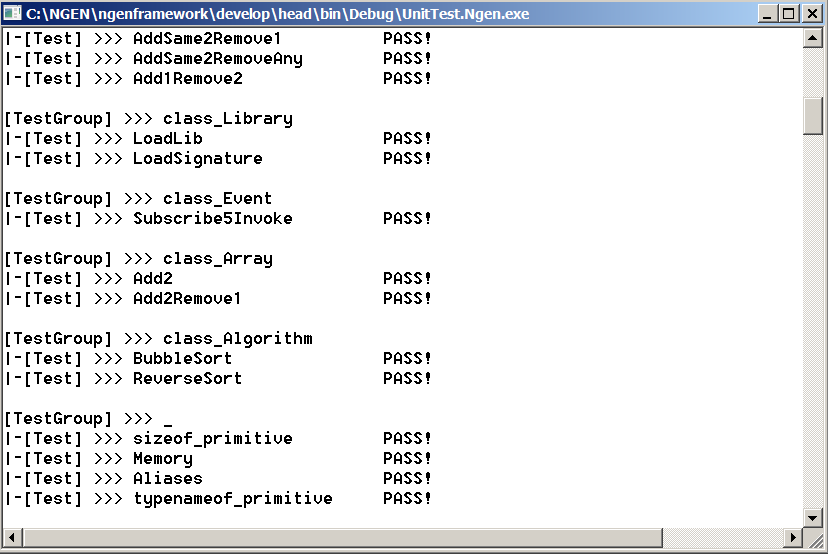 C:\NGEN\ngenframework\develop\head\bin\Debug\UnitTest.Ngen.exe
|-[Test] >>> AddSame2Remove1 PASS!
|-[Test] >>> AddSame2RemoveAny PASS!
|-[Test] >>> Add1Remove2 PASS!
[TestGroup] >>> class_Library
|-[Test] >>> LoadLib PASS!
|-[Test] >>> LoadSignature PASS!
[TestGroup] >>> class_Event
|-[Test] >>> Subscribe5Invoke PASS!
[TestGroup] >>> class_Array
|-[Test] >>> Add2 PASS!
|-[Test] >>> Add2Remove1 PASS!
[TestGroup] >>> class_Algorithm
|-[Test] >>> BubbleSort PASS!
|-[Test] >>> ReverseSort PASS!
[TestGroup] >>> _
|-[Test] >>> sizeof_primitive PASS!
|-[Test] >>> Memory PASS!
|-[Test] >>> Aliases PASS!
|-[Test] >>> typenameof_primitive PASS!